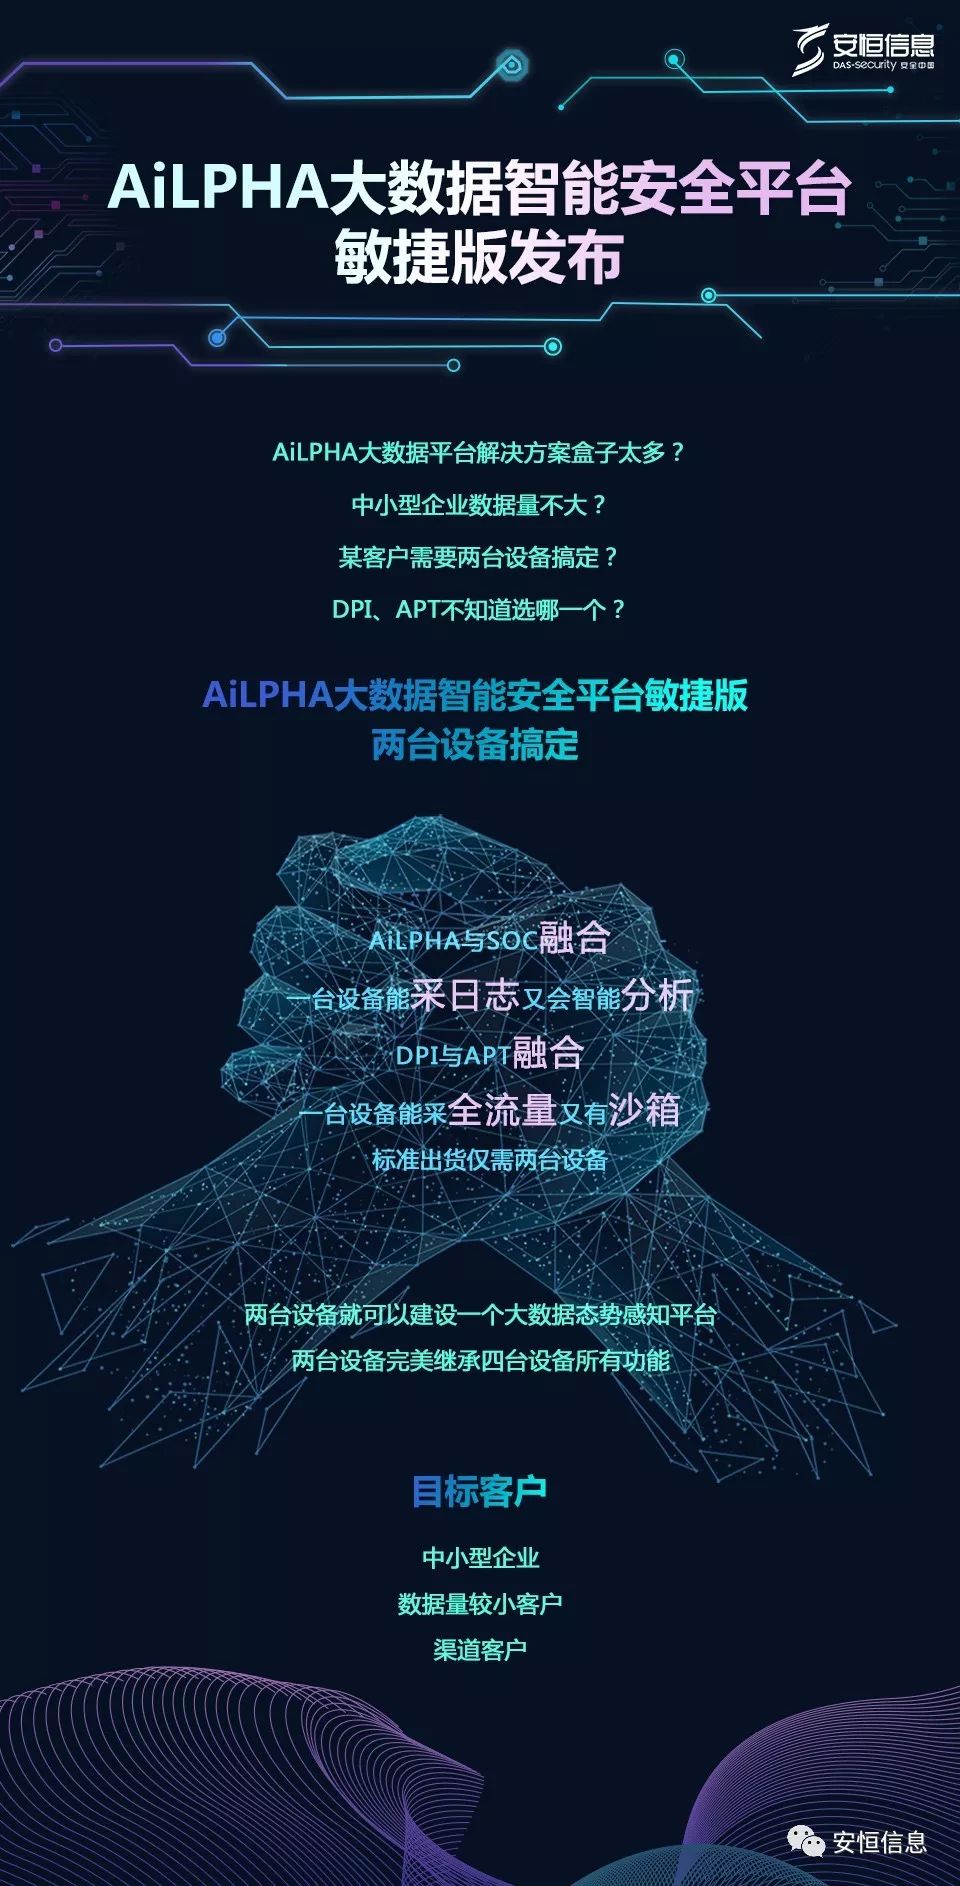 安恒信息
DAS-security 安全中国
AiLPHA大数据智能安全平台
敏捷版发布
AiLPHA大数据平台解决方案盒子太多？
中小型企业数据量不大？
某客户需要两台设备搞定？
DPI、APT不知道选哪一个？
AiLPHA大数据智能安全平台敏捷版
两台设备搞定
AiLPHA与SOC融合
一台设备能采日志又会智能分析
DPI与APT融合
一台设备能采全流量又有沙箱
标准出货仅需两台设备
两台设备就可以建设一个大数据态势感知平台
两台设备完美继承四台设备所有功能
目标客户
中小型企业
数据量较小客户
渠道客户
安恒信息